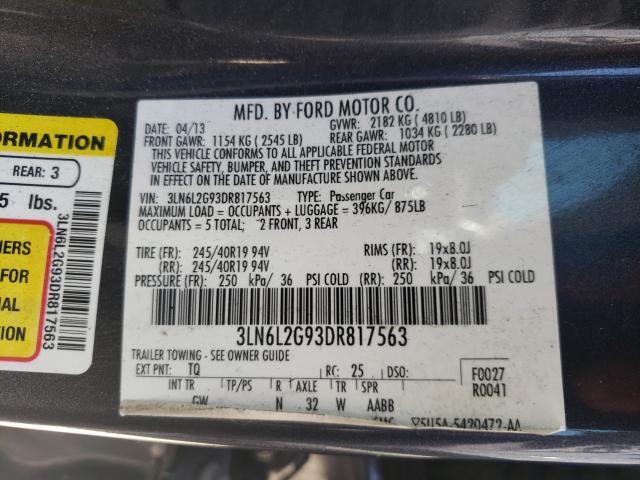 ORMATION
REAR: 3
5 lbs.
3LN6L2G93DR817563
IERS
FOR
NAL
N
MFD. BY FORD MOTOR CO.
DATE: 04/13 GVWR: 2182 KG ( 4810 LB)
FRONT GAWR: 1154 KG ( 2545 LB) REAR GAWR: 1034 KG ( 2280 LB)
THIS VEHICLE CONFORMS TO ALL APPLICABLE FEDERAL MOTOR
VEHICLE SAFETY, BUMPER, AND THEFT PREVENTION STANDARDS
IN EFFECT ON THE DATE OF MANUFACTURE SHOWN ABOVE.
VIN: 3LN6L2G93DR817563 TYPE: Passenger Car
MAXIMUM LOAD = OCCUPANTS + LUGGAGE = 396KG/ 875LB
OCCUPANTS = 5 TOTAL; 2 FRONT, 3 REAR
TIRE (FR): 245/40R19 94V RIMS (FR): 19x8.0J
(RR): 245/40R19 94V (RR): 19x8.0J
PRESSURE (FR): 250 kPa/ 36 PSI COLD (RR): 250 kPa/ 36 PSI COLD
3LN6L2G93DR817563
TRAILER TOWING - SEE OWNER GUIDE
EXT PNT: TQ RC: 25 DSO:
F0027
R0041
INT TR TP/PS R AXLE TR SPR
GW N 32 W AABB
5U5A-5420472-AA